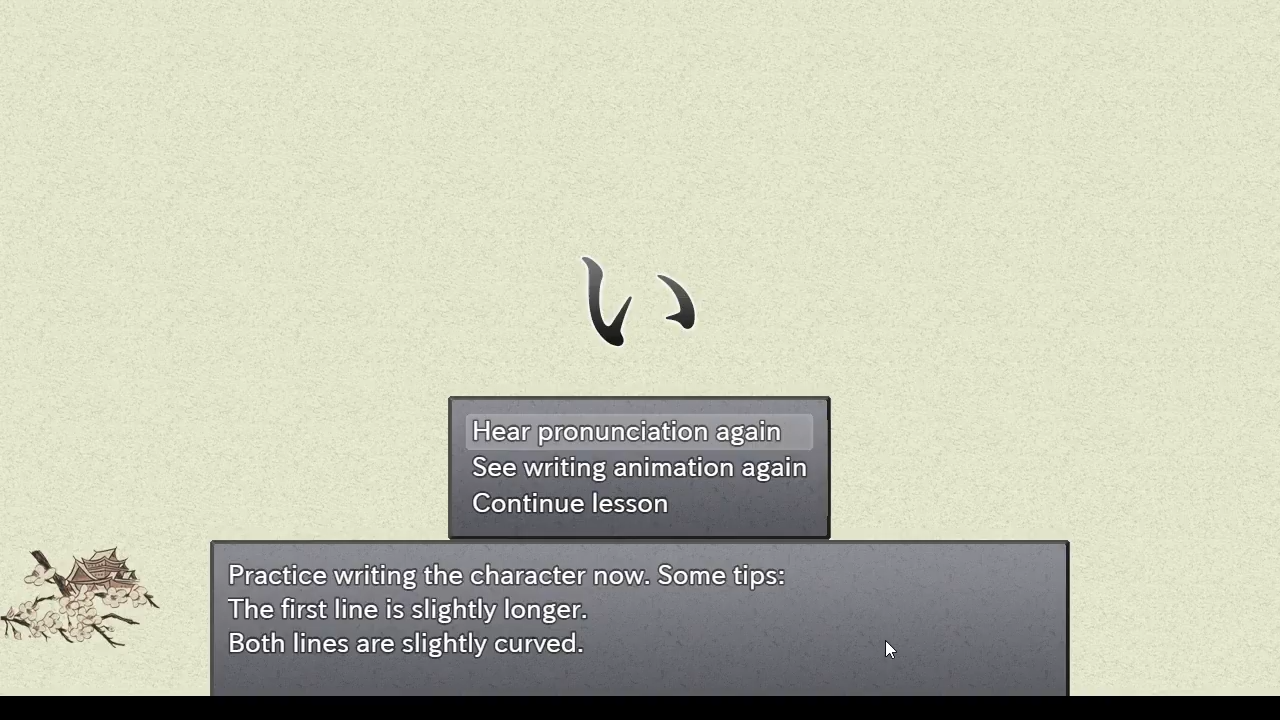 い
Hear pronunciation again
See writing animation again
Continue lesson
Practice writing the character now. Some tips:
The first line is slightly longer.
Both lines are slightly curved.